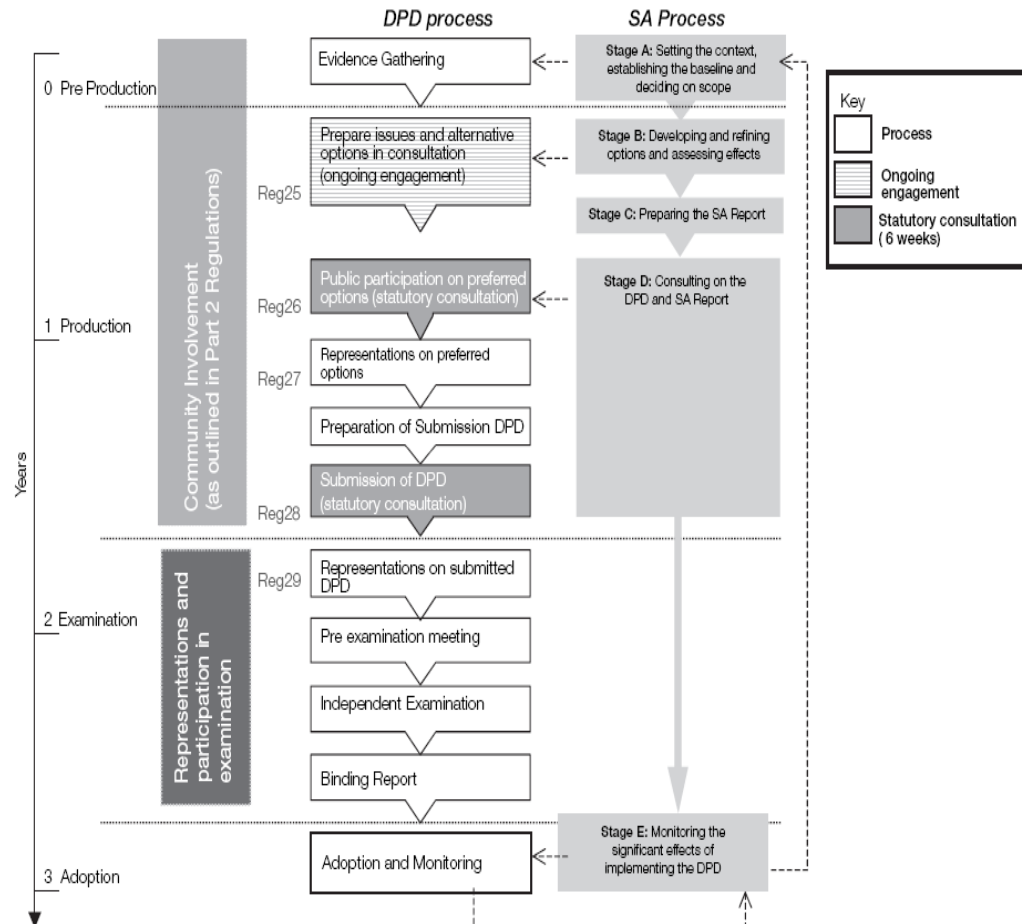 DPD process
SA Process
Evidence Gathering
Stage A: Setting the context,
establishing the baseline and
deciding on scope
0 Pre Production
Key
Process
Ongoing
engagement
Statutory consultation
( 6 weeks)
Prepare issues and alternative
options in consultation
(ongoing engagement)
Stage B: Developing and refining
options and assessing effects
Reg25
Stage C: Preparing the SA Report
Public participation on preferred
options (statutory consultation)
Stage D: Consulting on the
DPD and SA Report
Reg26
1 Production
Community Involvement
(as outlined in Part 2 Regulations)
Representations on preferred
options
Reg27
Preparation of Submission DPD
Years
Submission of DPD
(statutory consultation)
Reg28
Representations on submitted
DPD
Reg29
2 Examination
Representations and
participation in
examination
Pre examination meeting
Independent Examination
Binding Report
Stage E: Monitoring the
significant effects of
implementing the DPD
Adoption and Monitoring
3 Adoption